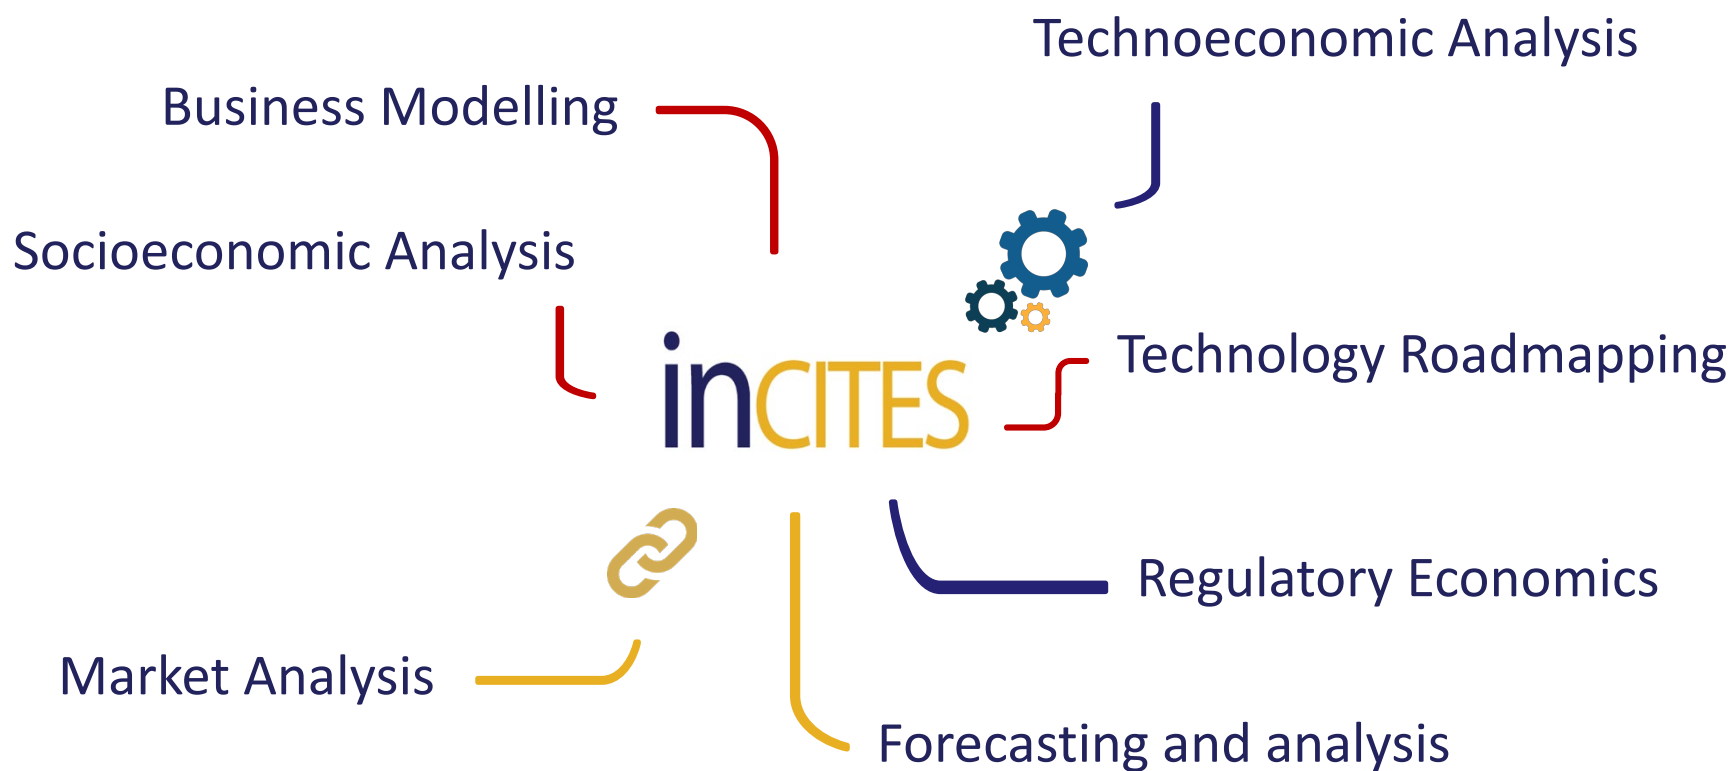 Technoeconomic Analysis
Business Modelling
Socioeconomic Analysis
inCITES
Technology Roadmapping
Regulatory Economics
Market Analysis
Forecasting and analysis